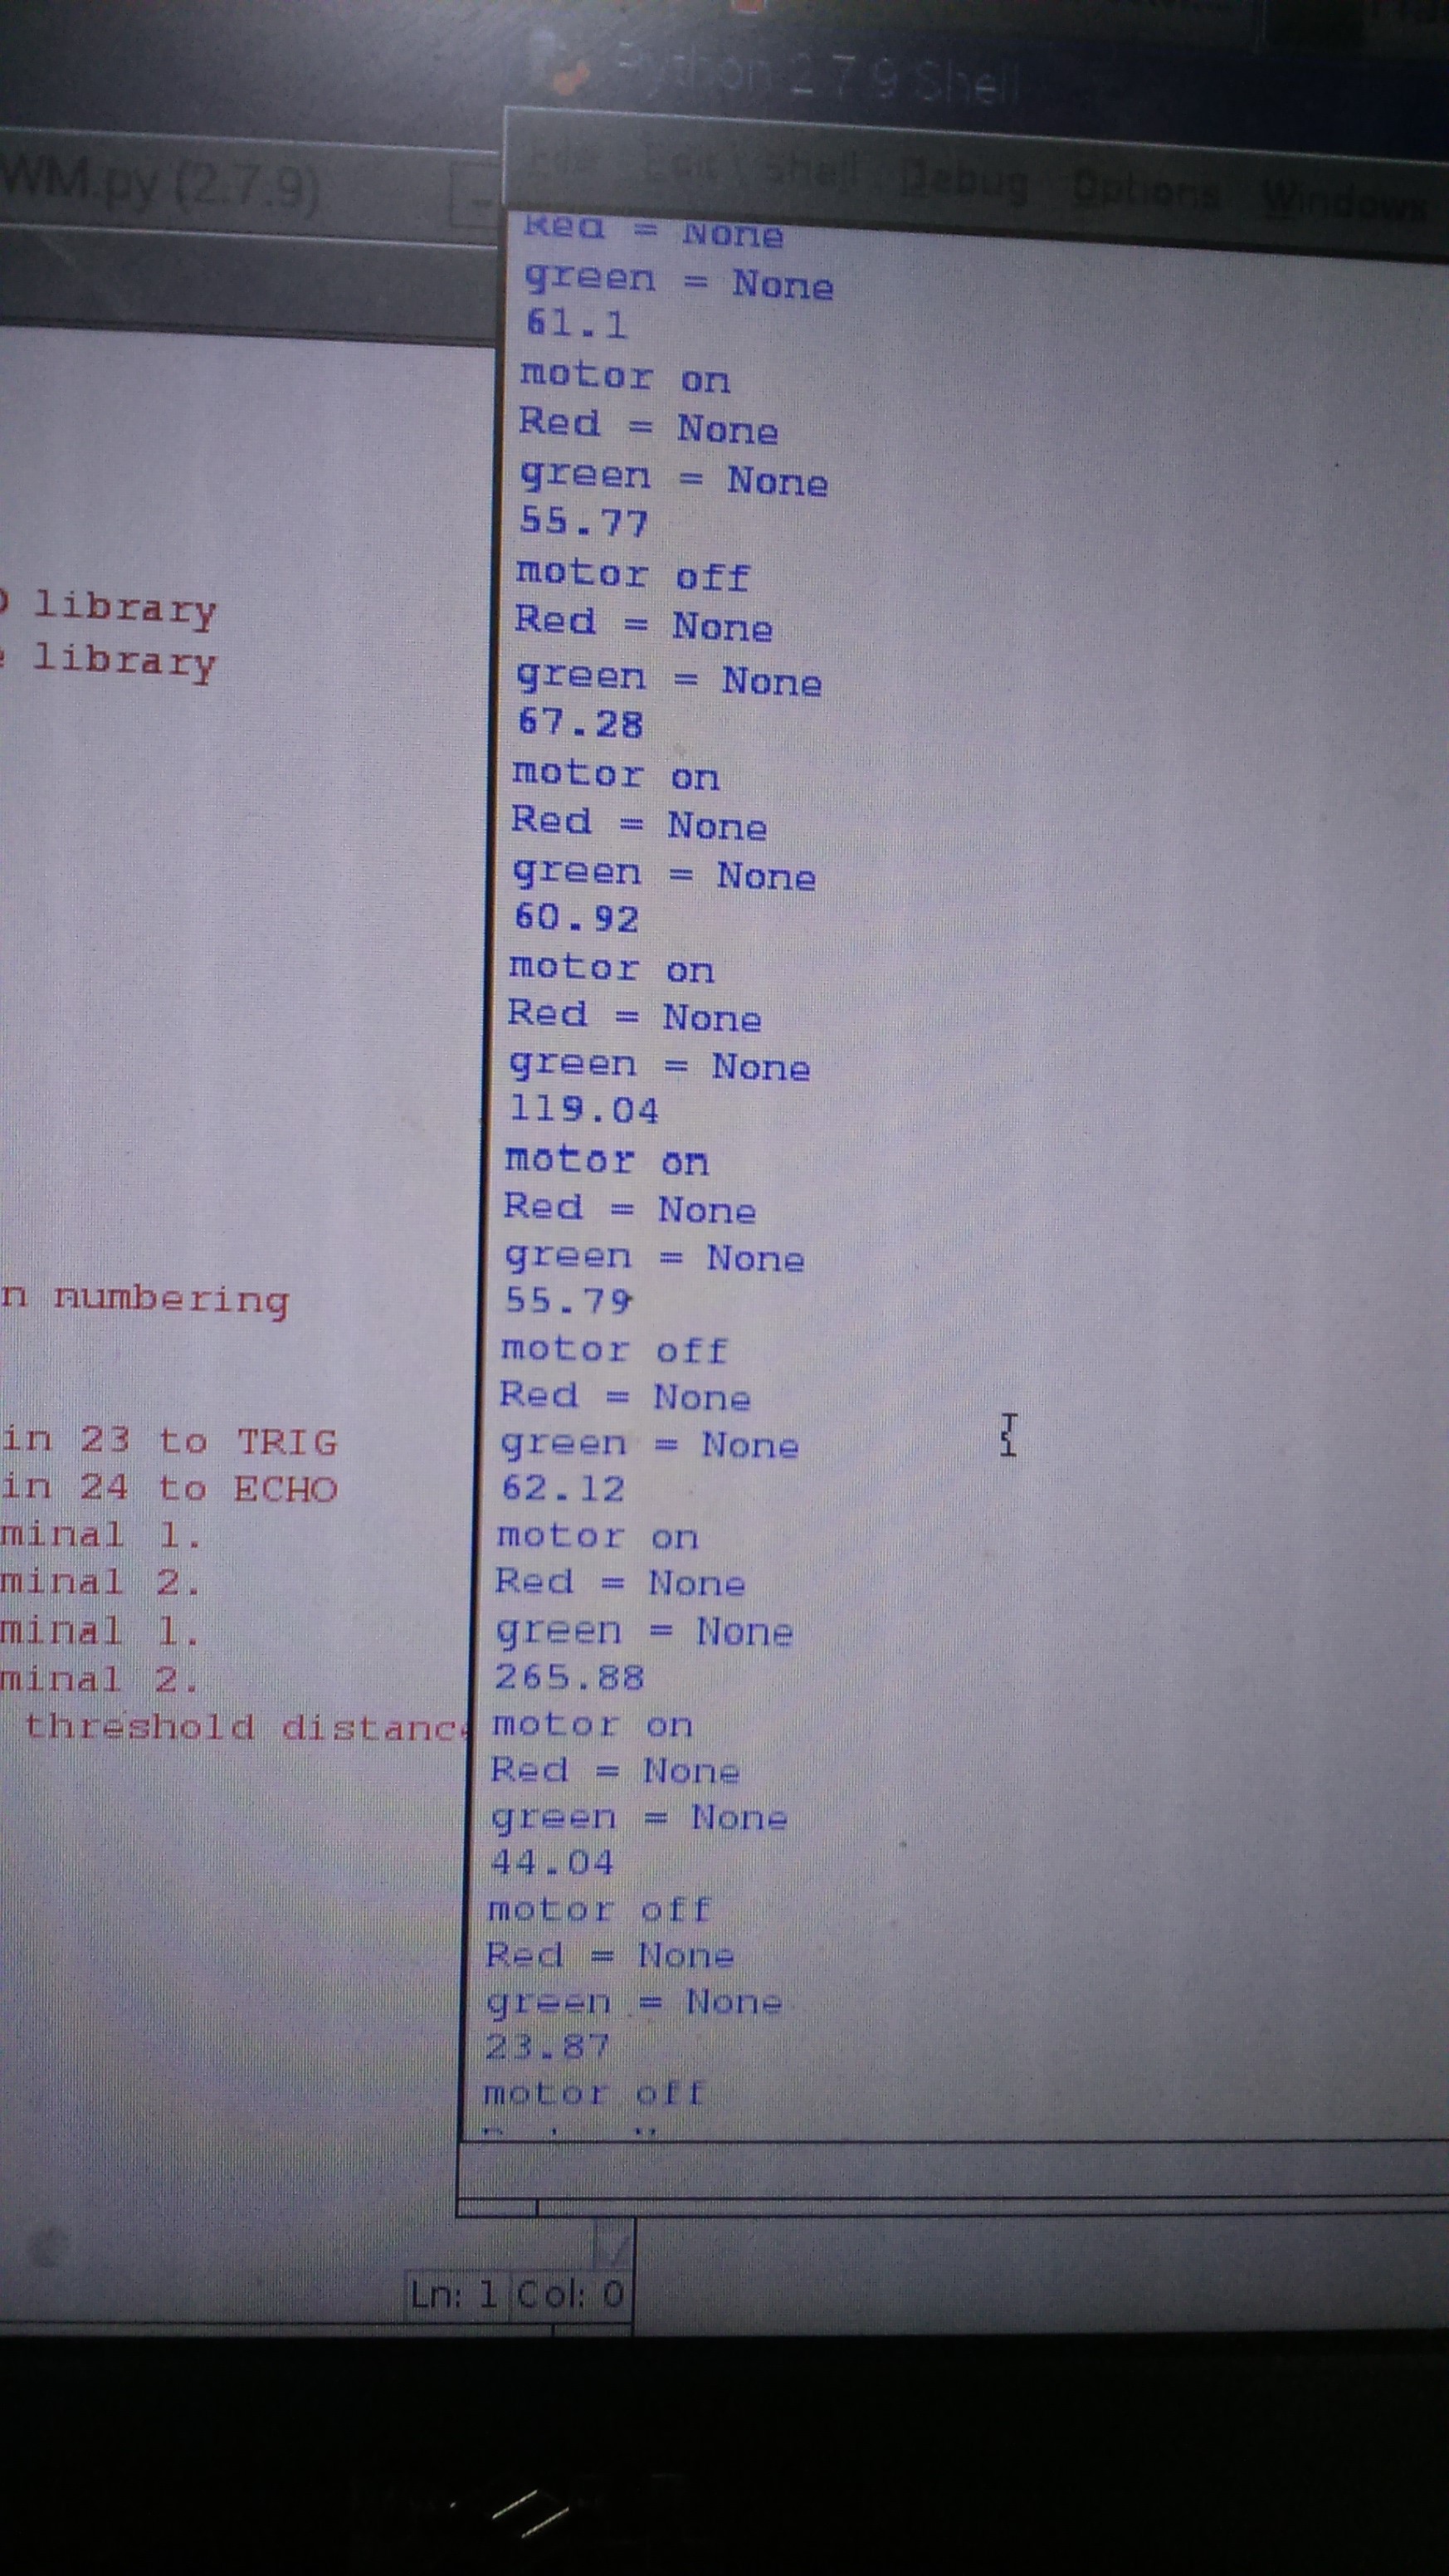 Python 2.7.9 Shell
WM.py (2.7.9)
File Edit Shell Debug Options Windows
library
library
n numbering
in 23 to TRIG
in 24 to ECHO
minal 1.
minal 2.
minal 1.
minal 2.
threshold distance
Red = None
green = None
61.1
motor on
Red = None
green = None
55.77
motor off
Red = None
green = None
67.28
motor on
Red = None
green = None
60.92
motor on
Red = None
green = None
119.04
motor on
Red = None
green = None
55.79
motor off
Red = None
green = None
62.12
motor on
Red = None
green = None
265.88
motor on
Red = None
green = None
44.04
motor off
Red = None
green = None
23.87
motor off
Ln: 1 Col: 0